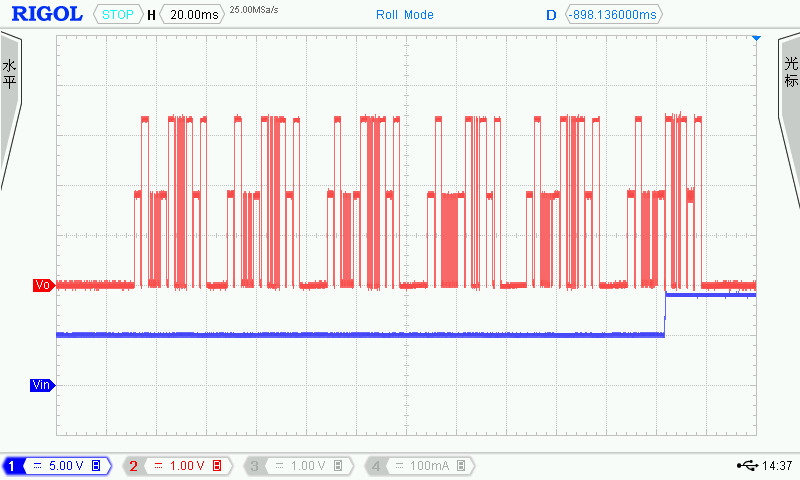 RIGOL STOP H 20.00ms 25.00MSa/s Roll Mode D -898.136000ms
水平
光标
Vo
Vin
1 5.00 V 2 1.00 V 3 1.00 V 4 100mA 14:37